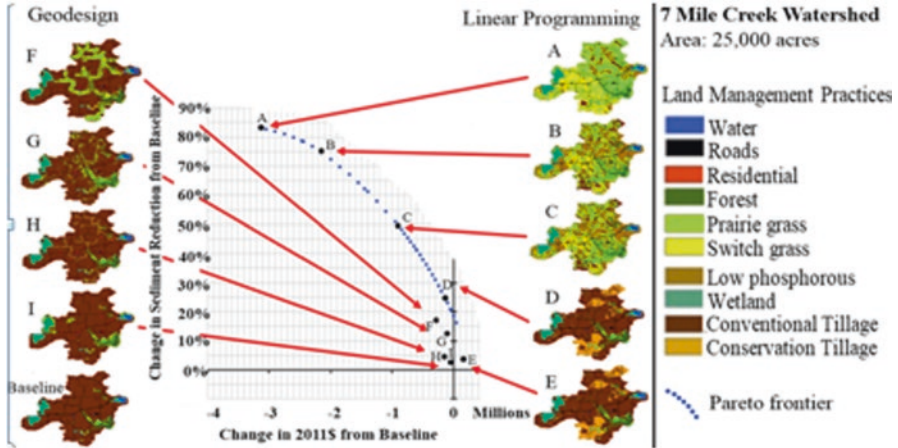 Geodesign
Linear Programming
7 Mile Creek Watershed
Area: 25,000 acres
F
G
H
I
Baseline
A
B
C
D
E
Land Management Practices
Water
Roads
Residential
Forest
Prairie grass
Switch grass
Low phosphorous
Wetland
Conventional Tillage
Conservation Tillage
Pareto frontier
Change in Sediment Reduction from Baseline
90%
80%
70%
60%
50%
40%
30%
20%
10%
0%
A
B
C
D
F
G
H
I
E
-4
-3
-2
-1
0
Millions
Change in 2011$ from Baseline